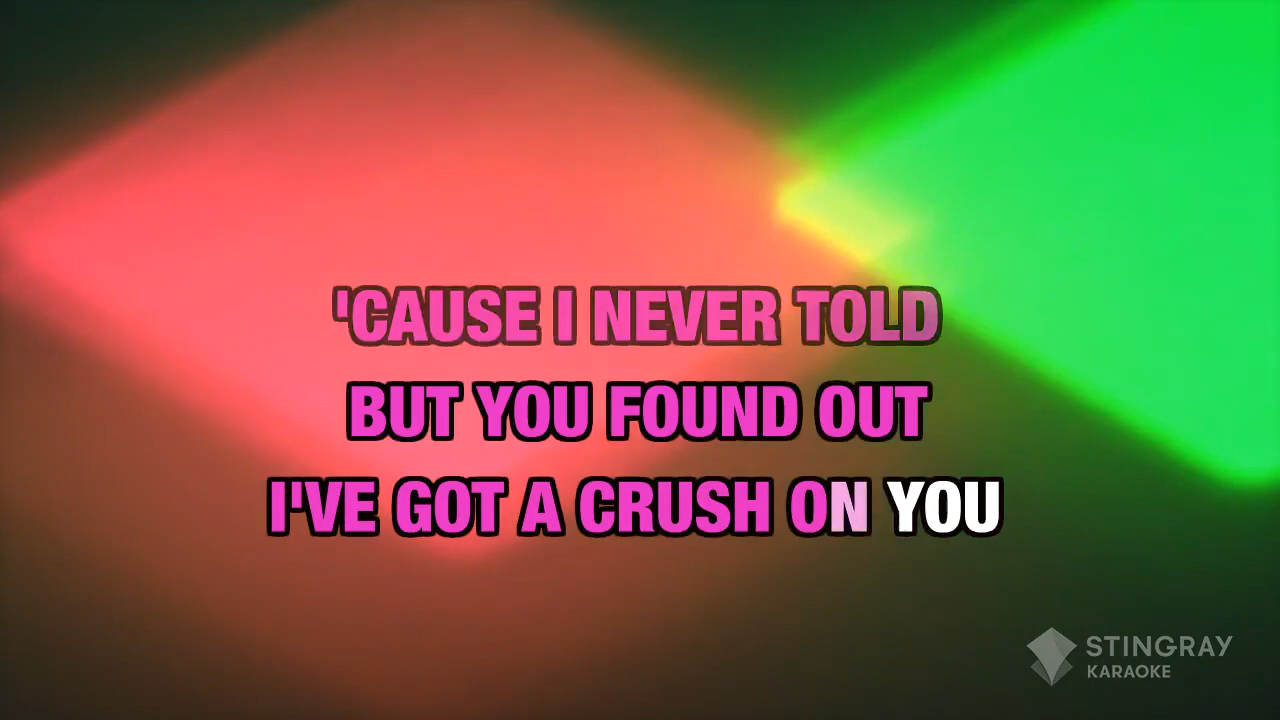 'CAUSE I NEVER TOLD
BUT YOU FOUND OUT
I'VE GOT A CRUSH ON YOU
STINGRAY
KARAOKE